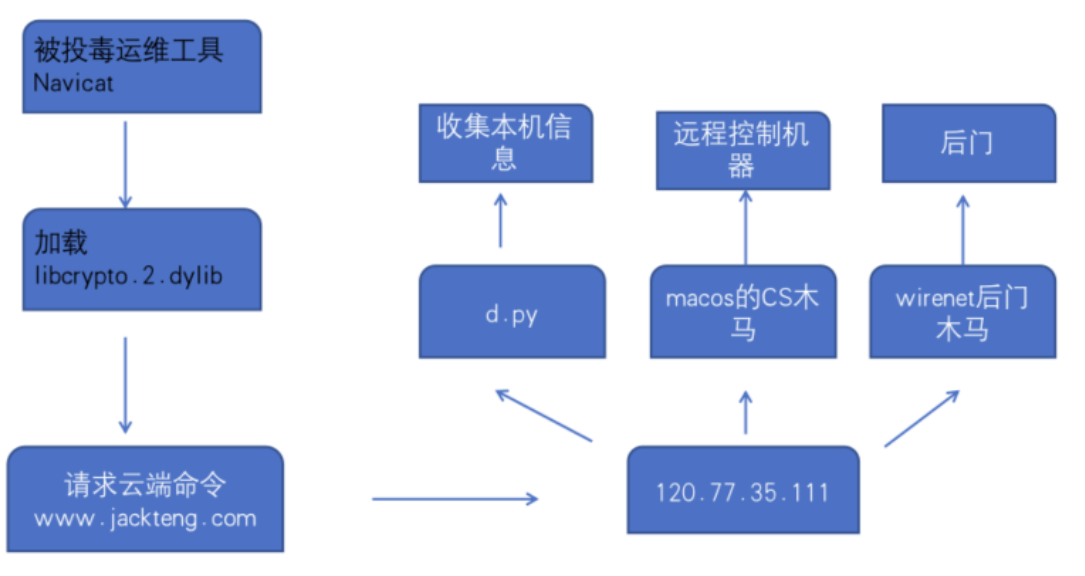 被投毒运维工具
Navicat
加载
libcrypto.2.dylib
请求云端命令
www.jackteng.com
收集本机信
息
远程控制机
器
后门
d.py
macos的CS木
马
wirenet后门
木马
120.77.35.111